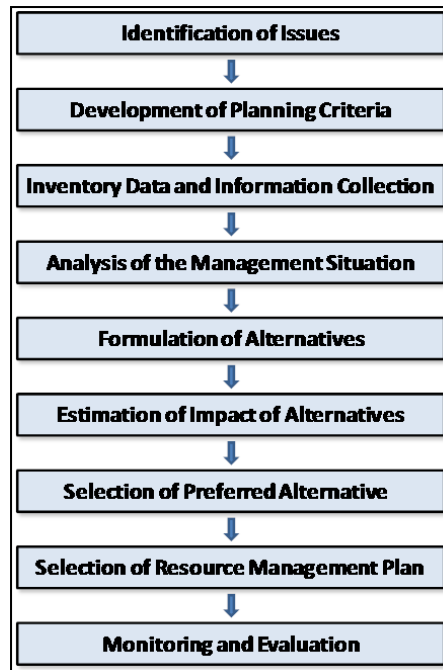 Identification of Issues
Development of Planning Criteria
Inventory Data and Information Collection
Analysis of the Management Situation
Formulation of Alternatives
Estimation of Impact of Alternatives
Selection of Preferred Alternative
Selection of Resource Management Plan
Monitoring and Evaluation